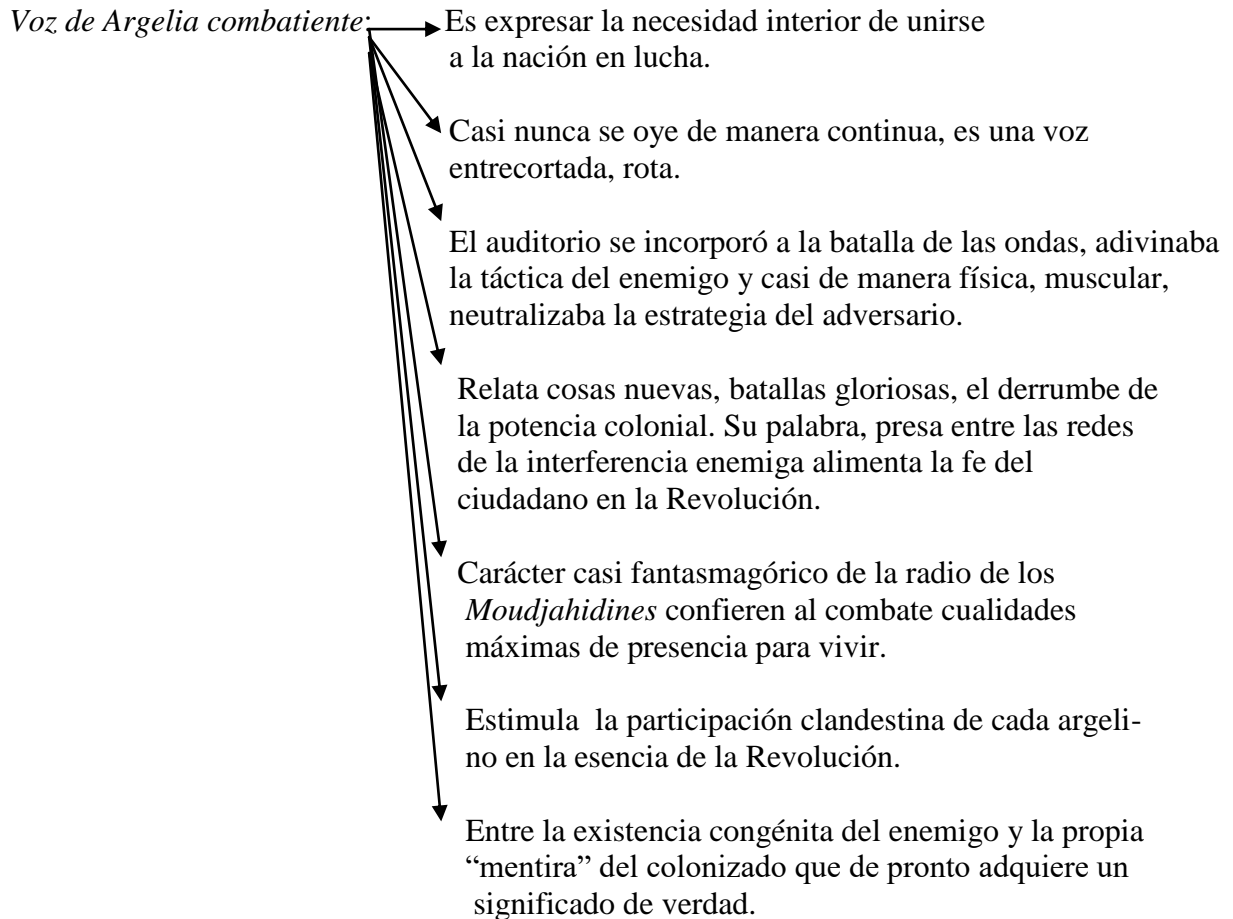 Voz de Argelia combatiente: Es expresar la necesidad interior de unirse
a la nación en lucha.
Casi nunca se oye de manera continua, es una voz
entrecortada, rota.
El auditorio se incorporó a la batalla de las ondas, adivinaba
la táctica del enemigo y casi de manera física, muscular,
neutralizaba la estrategia del adversario.
Relata cosas nuevas, batallas gloriosas, el derrumbe de
la potencia colonial. Su palabra, presa entre las redes
de la interferencia enemiga alimenta la fe del
ciudadano en la Revolución.
Carácter casi fantasmagórico de la radio de los
Moudjahidines confieren al combate cualidades
máximas de presencia para vivir.
Estimula la participación clandestina de cada argeli-
no en la esencia de la Revolución.
Entre la existencia congénita del enemigo y la propia
“mentira” del colonizado que de pronto adquiere un
significado de verdad.